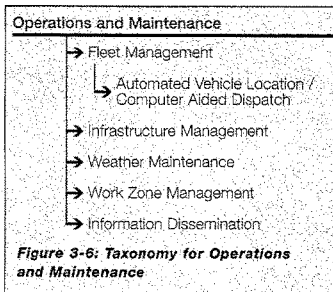 Operations and Maintenance
Fleet Management
Automated Vehicle Location /
Computer Aided Dispatch
Infrastructure Management
Weather Maintenance
Work Zone Management
Information Dissemination
Figure 3-6: Taxonomy for Operations
and Maintenance